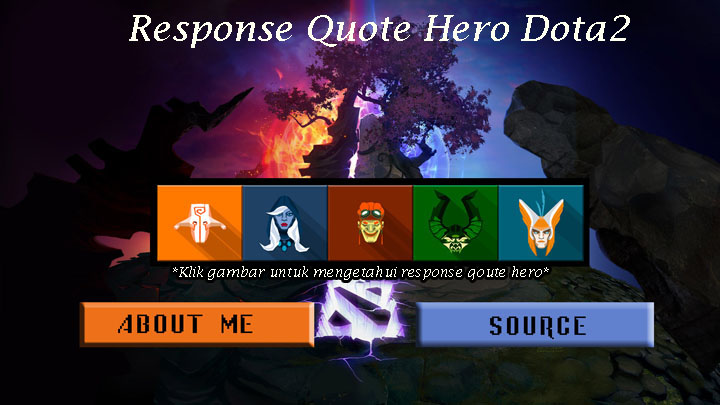 Response Quote Hero Dota2
*Klik gambar untuk mengetahui response qoute hero*
ABOUT ME
SOURCE